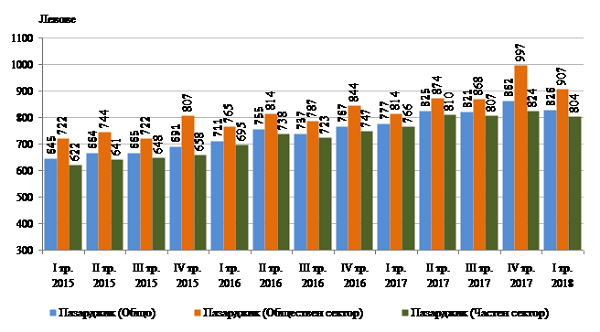 Левове
1100
1000
900
800
700
600
500
400
300
645 722 622 664 744 641 665 722 648 691 807 658 711 765 695 755 814 738 737 787 723 767 844 747 777 814 766 825 874 810 821 868 807 862 997 824 826 907 804
I тр. II тр. III тр. IV тр. I тр. II тр. III тр. IV тр. I тр. II тр. III тр. IV тр. I тр.
2015 2015 2015 2015 2016 2016 2016 2016 2017 2017 2017 2017 2018
Пазарджик (Общо) Пазарджик (Обществен сектор) Пазарджик (Частен сектор)